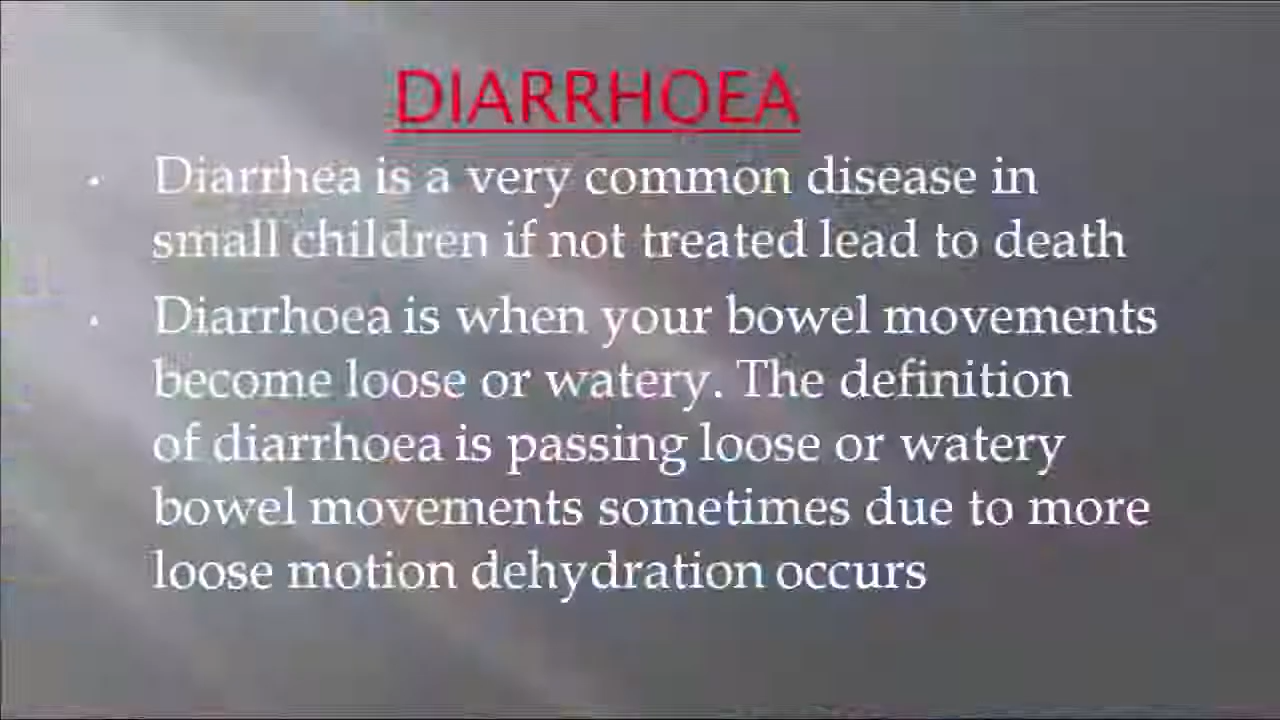 DIARRHOEA
• Diarrhea is a very common disease in
small children if not treated lead to death
• Diarrhoea is when your bowel movements
become loose or watery. The definition
of diarrhoea is passing loose or watery
bowel movements sometimes due to more
loose motion dehydration occurs